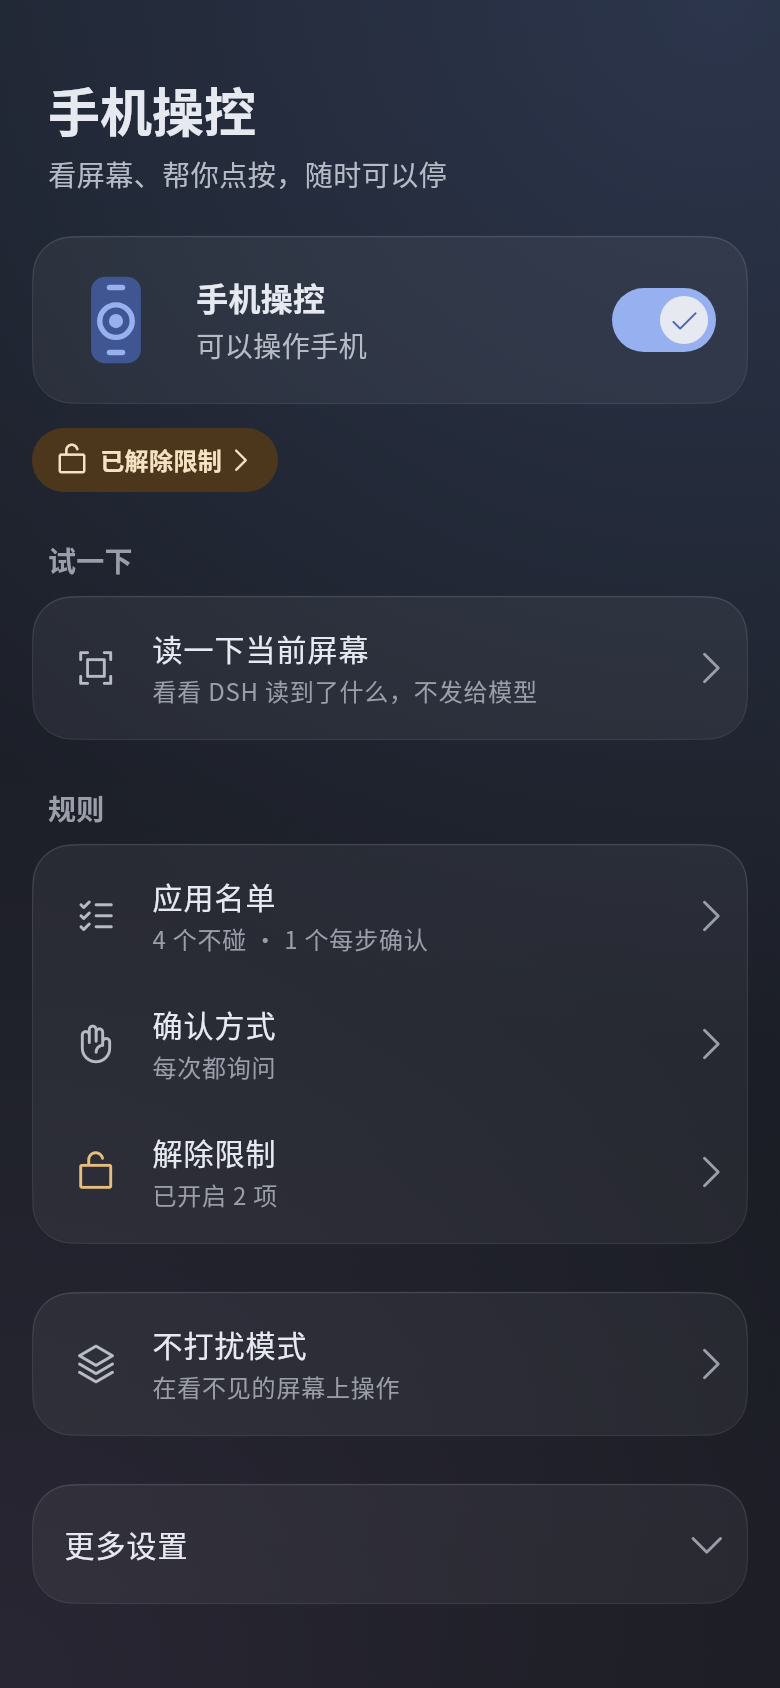 手机操控
看屏幕、帮你点按，随时可以停
手机操控
可以操作手机
已解除限制
试一下
读一下当前屏幕
看看 DSH 读到了什么，不发给模型
规则
应用名单
4 个不碰 · 1 个每步确认
确认方式
每次都询问
解除限制
已开启 2 项
不打扰模式
在看不见的屏幕上操作
更多设置